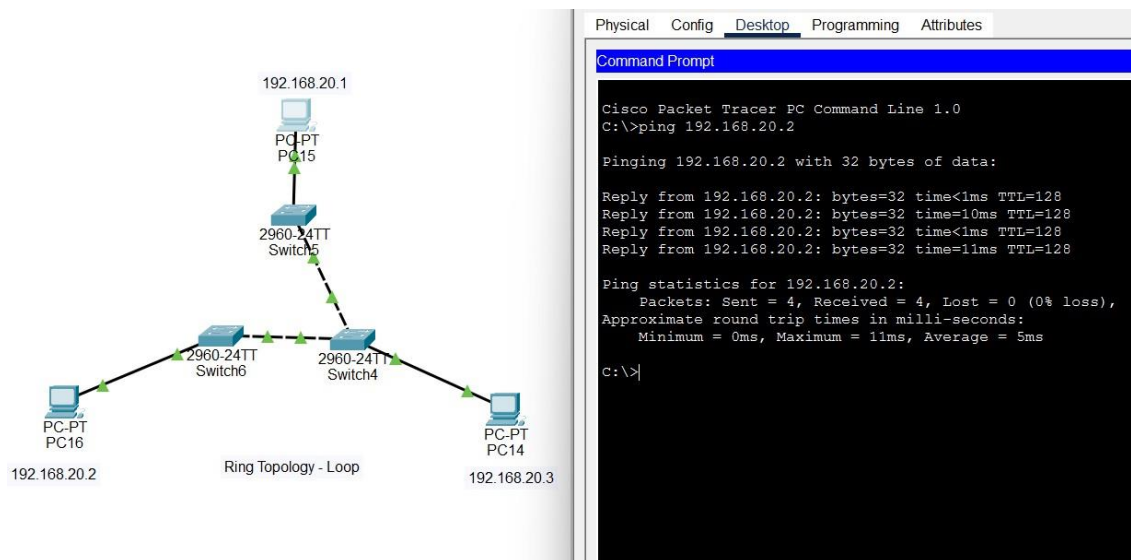 192.168.20.1
PC-PT
PC15
2960-24TT
Switch5
2960-24TT
Switch6
2960-24TT
Switch4
PC-PT
PC16
192.168.20.2
PC-PT
PC14
192.168.20.3
Ring Topology - Loop
Physical Config Desktop Programming Attributes
Command Prompt
Cisco Packet Tracer PC Command Line 1.0
C:\>ping 192.168.20.2
Pinging 192.168.20.2 with 32 bytes of data:
Reply from 192.168.20.2: bytes=32 time<1ms TTL=128
Reply from 192.168.20.2: bytes=32 time=10ms TTL=128
Reply from 192.168.20.2: bytes=32 time<1ms TTL=128
Reply from 192.168.20.2: bytes=32 time=11ms TTL=128
Ping statistics for 192.168.20.2:
Packets: Sent = 4, Received = 4, Lost = 0 (0% loss),
Approximate round trip times in milli-seconds:
Minimum = 0ms, Maximum = 11ms, Average = 5ms
C:\>